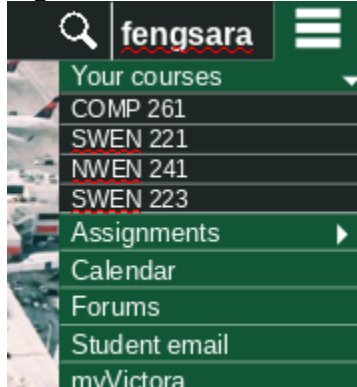 fengsara
Your courses
COMP 261
SWEN 221
NWEN 241
SWEN 223
Assignments
Calendar
Forums
Student email
myVictora